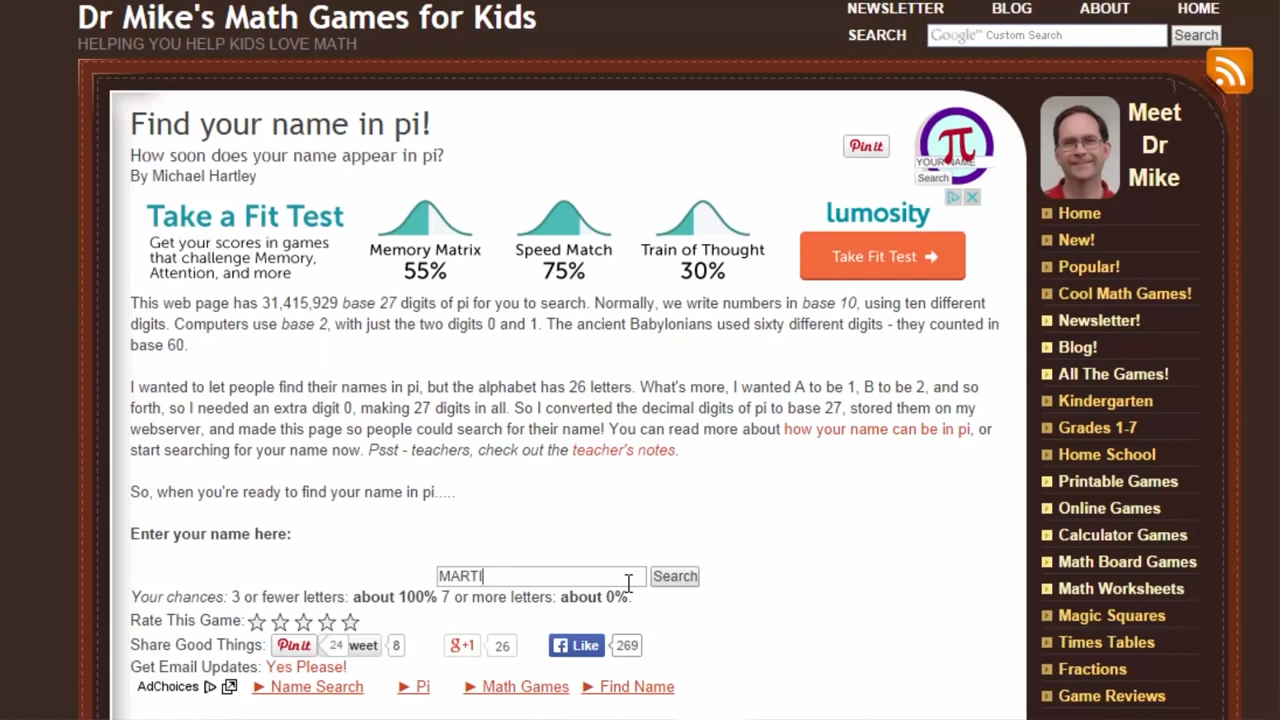 Dr Mike's Math Games for Kids
HELPING YOU HELP KIDS LOVE MATH
NEWSLETTER BLOG ABOUT HOME
SEARCH Google™ Custom Search Search
Find your name in pi!
How soon does your name appear in pi?
By Michael Hartley
Pin it
π
YOUR NAME
Search
Take a Fit Test
Get your scores in games
that challenge Memory,
Attention, and more
Memory Matrix
55%
Speed Match
75%
Train of Thought
30%
lumosity
Take Fit Test
This web page has 31,415,929 base 27 digits of pi for you to search. Normally, we write numbers in base 10, using ten different
digits. Computers use base 2, with just the two digits 0 and 1. The ancient Babylonians used sixty different digits - they counted in
base 60.
I wanted to let people find their names in pi, but the alphabet has 26 letters. What's more, I wanted A to be 1, B to be 2, and so
forth, so I needed an extra digit 0, making 27 digits in all. So I converted the decimal digits of pi to base 27, stored them on my
webserver, and made this page so people could search for their name! You can read more about how your name can be in pi, or
start searching for your name now. Psst - teachers, check out the teacher's notes.
So, when you're ready to find your name in pi.....
Enter your name here:
MARTI Search
Your chances: 3 or fewer letters: about 100% 7 or more letters: about 0%.
Rate This Game:
Share Good Things: Pin it 24 weet 8 g+1 26 Like 269
Get Email Updates: Yes Please!
AdChoices ► Name Search ► Pi ► Math Games ► Find Name
Meet
Dr
Mike
Home
New!
Popular!
Cool Math Games!
Newsletter!
Blog!
All The Games!
Kindergarten
Grades 1-7
Home School
Printable Games
Online Games
Calculator Games
Math Board Games
Math Worksheets
Magic Squares
Times Tables
Fractions
Game Reviews